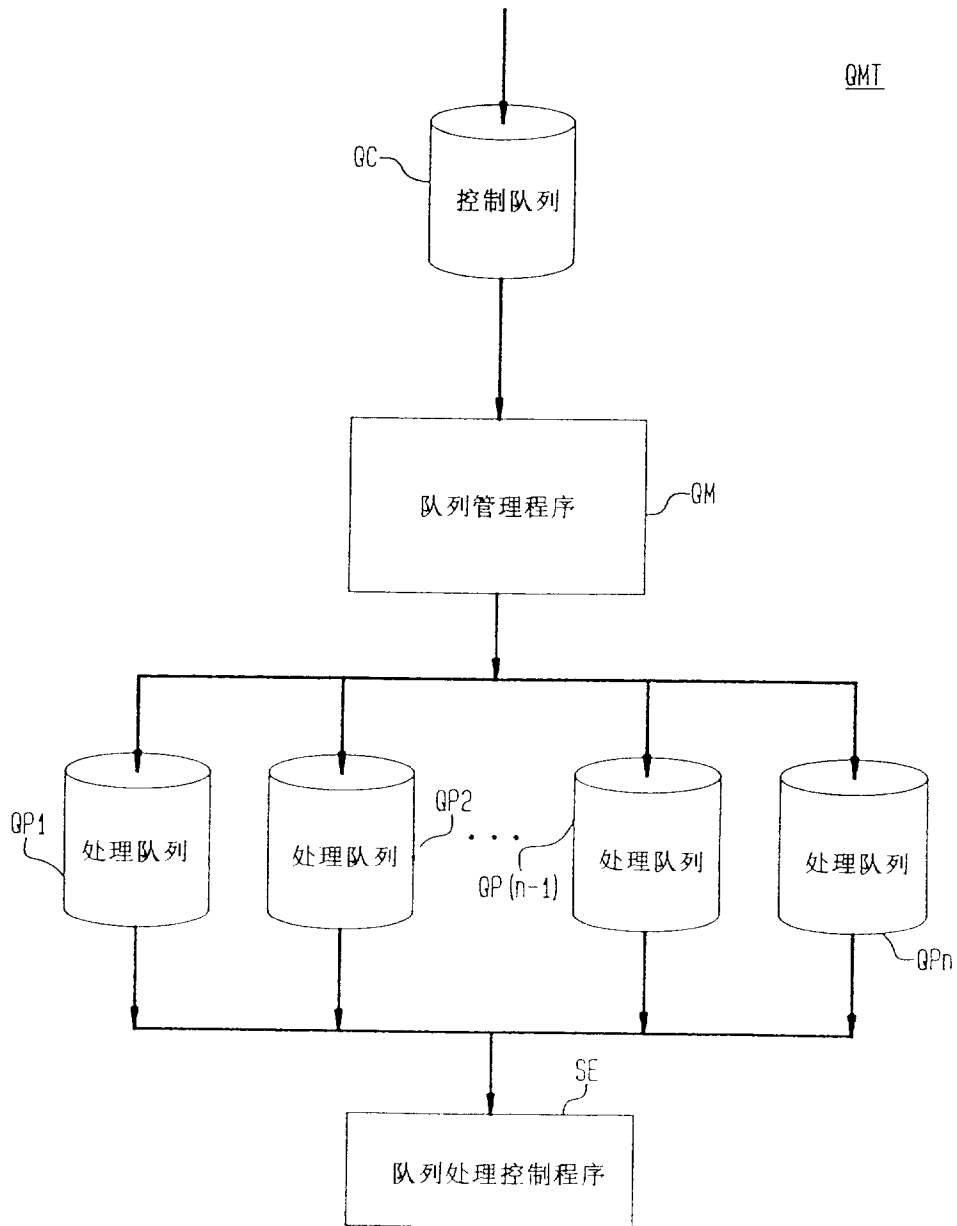 QMT
QC
控制队列
队列管理程序
QM
QP1
处理队列
处理队列
QP2
. . .
QP(n-1)
处理队列
处理队列
QPn
SE
队列处理控制程序